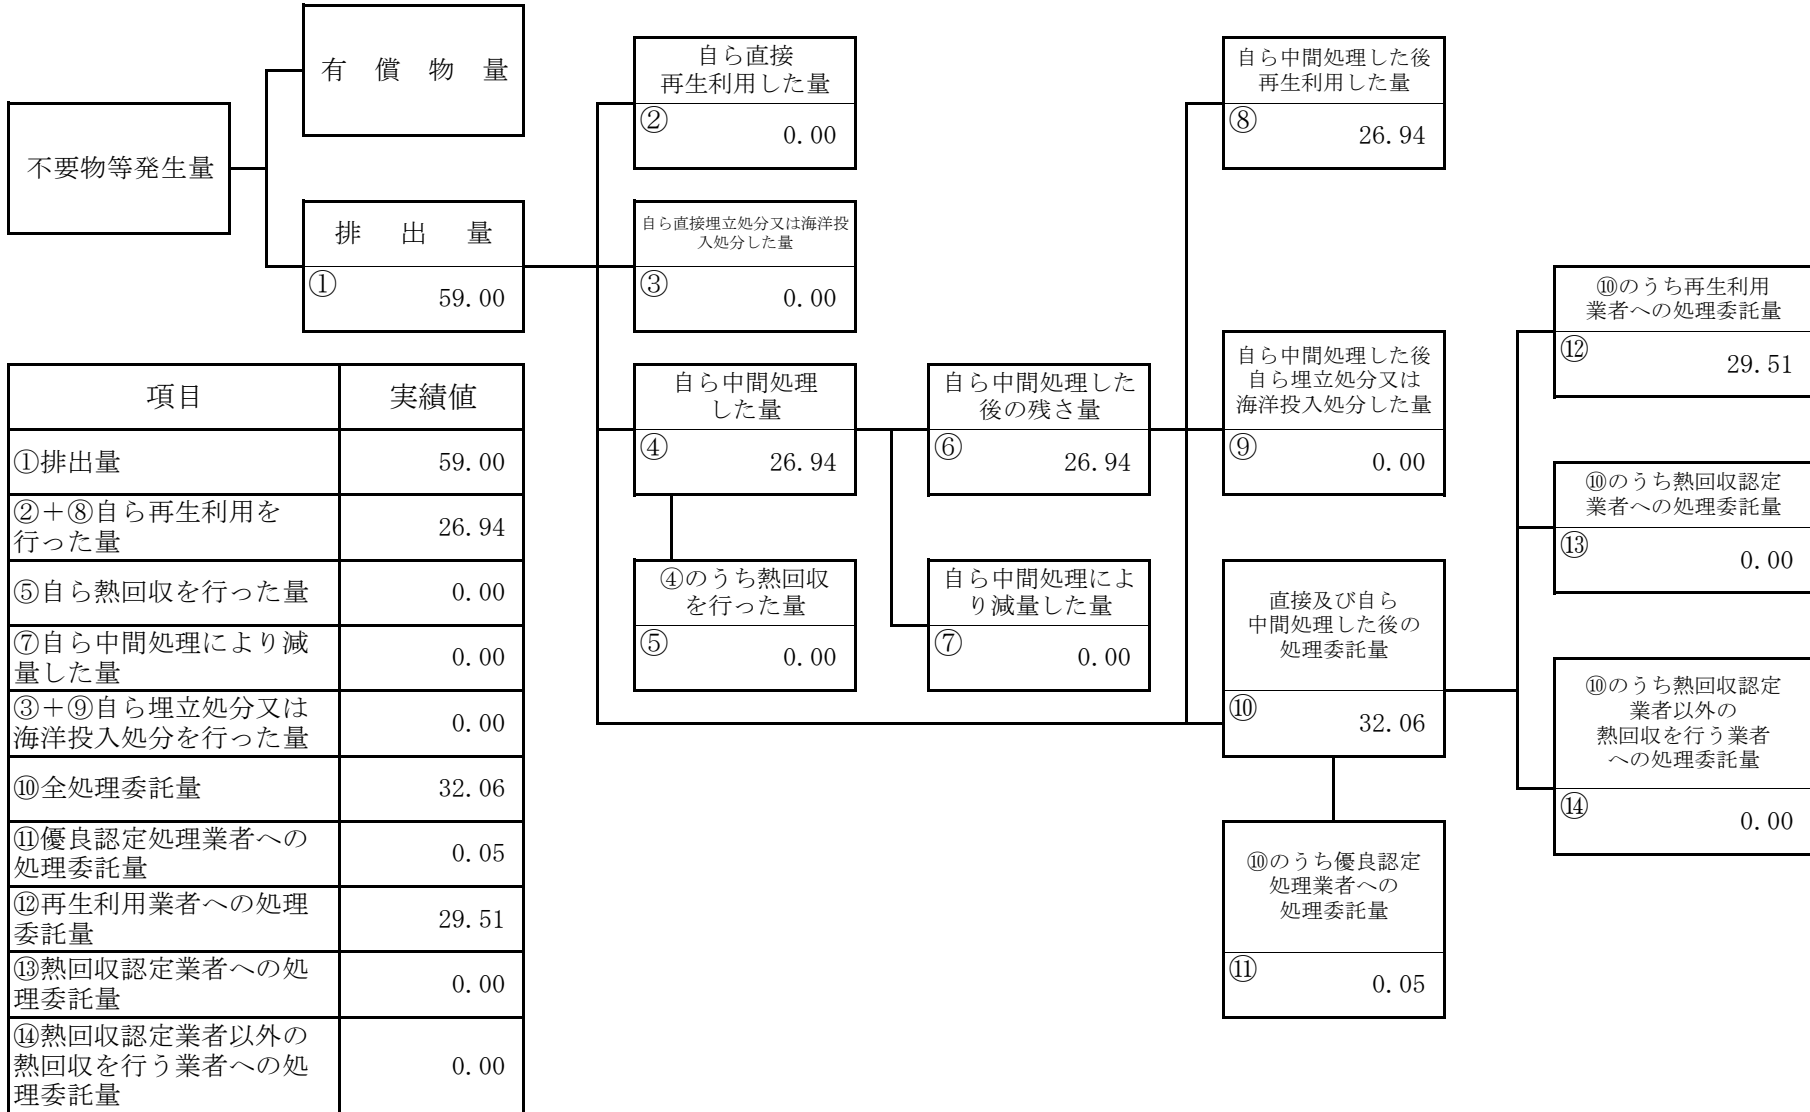 有 償 物 量
不要物等発生量
排 出 量
① 59.00
自ら直接
再生利用した量
② 0.00
自ら直接埋立処分又は海洋投
入処分した量
③ 0.00
自ら中間処理
した量
④ 26.94
④のうち熱回収
を行った量
⑤ 0.00
自ら中間処理した
後の残さ量
⑥ 26.94
自ら中間処理によ
り減量した量
⑦ 0.00
自ら中間処理した後
再生利用した量
⑧ 26.94
自ら中間処理した後
自ら埋立処分又は
海洋投入処分した量
⑨ 0.00
直接及び自ら
中間処理した後の
処理委託量
⑩ 32.06
⑩のうち優良認定
処理業者への
処理委託量
⑪ 0.05
⑩のうち再生利用
業者への処理委託量
⑫ 29.51
⑩のうち熱回収認定
業者への処理委託量
⑬ 0.00
⑩のうち熱回収認定
業者以外の
熱回収を行う業者
への処理委託量
⑭ 0.00
項目 実績値
①排出量 59.00
②＋⑧自ら再生利用を
行った量 26.94
⑤自ら熱回収を行った量 0.00
⑦自ら中間処理により減
量した量 0.00
③＋⑨自ら埋立処分又は
海洋投入処分を行った量 0.00
⑩全処理委託量 32.06
⑪優良認定処理業者への
処理委託量 0.05
⑫再生利用業者への処理
委託量 29.51
⑬熱回収認定業者への処
理委託量 0.00
⑭熱回収認定業者以外の
熱回収を行う業者への処
理委託量 0.00